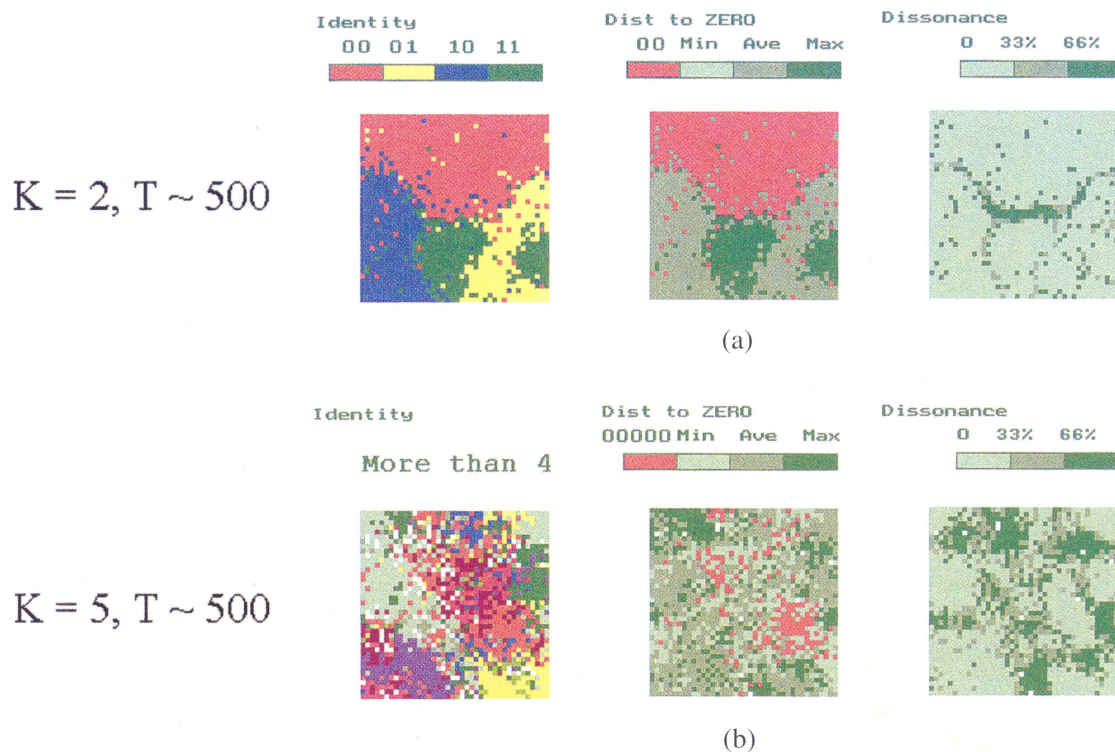 Identity
00 01 10 11
Dist to ZERO
00 Min Ave Max
Dissonance
0 33% 66%
K = 2, T ~ 500
(a)
Identity
More than 4
Dist to ZERO
00000 Min Ave Max
Dissonance
0 33% 66%
K = 5, T ~ 500
(b)